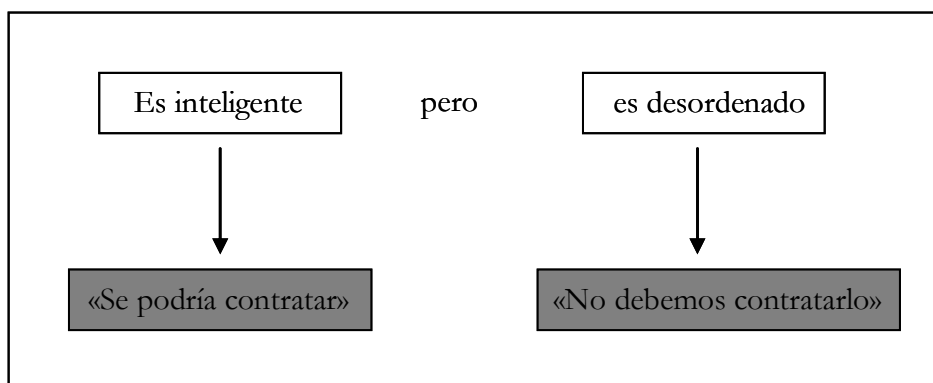 Es inteligente pero es desordenado
«Se podría contratar» «No debemos contratarlo»